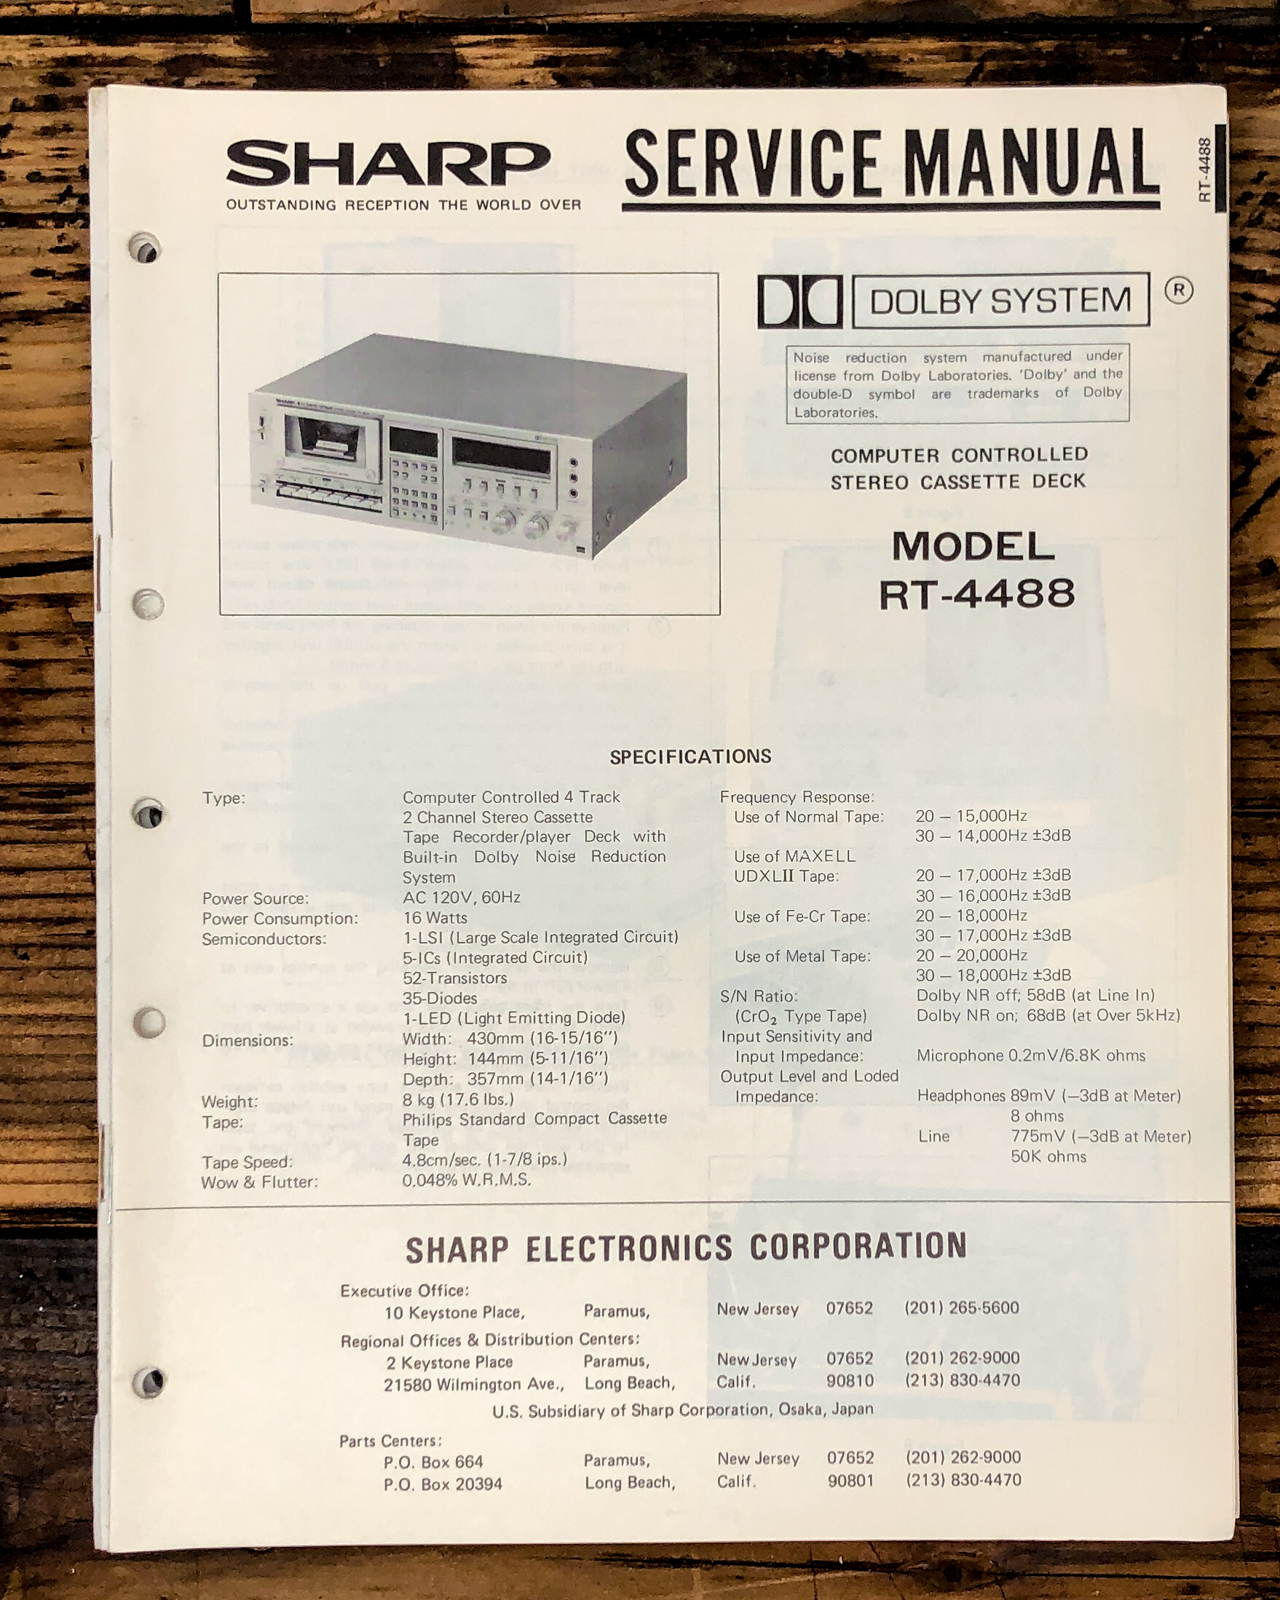 SHARP
OUTSTANDING RECEPTION THE WORLD OVER
SERVICE MANUAL
RT-4488
DOLBY SYSTEM ®
Noise reduction system manufactured under
license from Dolby Laboratories. 'Dolby' and the
double-D symbol are trademarks of Dolby
Laboratories.
COMPUTER CONTROLLED
STEREO CASSETTE DECK
MODEL
RT-4488
SHARP
SPECIFICATIONS
Type: Computer Controlled 4 Track
2 Channel Stereo Cassette
Tape Recorder/player Deck with
Built-in Dolby Noise Reduction
System
Power Source: AC 120V, 60Hz
Power Consumption: 16 Watts
Semiconductors: 1-LSI (Large Scale Integrated Circuit)
5-ICs (Integrated Circuit)
52-Transistors
35-Diodes
1-LED (Light Emitting Diode)
Dimensions: Width: 430mm (16-15/16")
Height: 144mm (5-11/16")
Depth: 357mm (14-1/16")
Weight: 8 kg (17.6 lbs.)
Tape: Philips Standard Compact Cassette
Tape
Tape Speed: 4.8cm/sec. (1-7/8 ips.)
Wow & Flutter: 0.048% W.R.M.S.
Frequency Response:
Use of Normal Tape: 20 — 15,000Hz
30 — 14,000Hz ±3dB
Use of MAXELL
UDXLII Tape: 20 — 17,000Hz ±3dB
30 — 16,000Hz ±3dB
Use of Fe-Cr Tape: 20 — 18,000Hz
30 — 17,000Hz ±3dB
Use of Metal Tape: 20 — 20,000Hz
30 — 18,000Hz ±3dB
S/N Ratio: Dolby NR off; 58dB (at Line In)
(CrO₂ Type Tape) Dolby NR on; 68dB (at Over 5kHz)
Input Sensitivity and
Input Impedance: Microphone 0.2mV/6.8K ohms
Output Level and Loded
Impedance: Headphones 89mV (—3dB at Meter)
8 ohms
Line 775mV (—3dB at Meter)
50K ohms
SHARP ELECTRONICS CORPORATION
Executive Office:
10 Keystone Place, Paramus, New Jersey 07652 (201) 265-5600
Regional Offices & Distribution Centers:
2 Keystone Place Paramus, New Jersey 07652 (201) 262-9000
21580 Wilmington Ave., Long Beach, Calif. 90810 (213) 830-4470
U.S. Subsidiary of Sharp Corporation, Osaka, Japan
Parts Centers:
P.O. Box 664 Paramus, New Jersey 07652 (201) 262-9000
P.O. Box 20394 Long Beach, Calif. 90801 (213) 830-4470